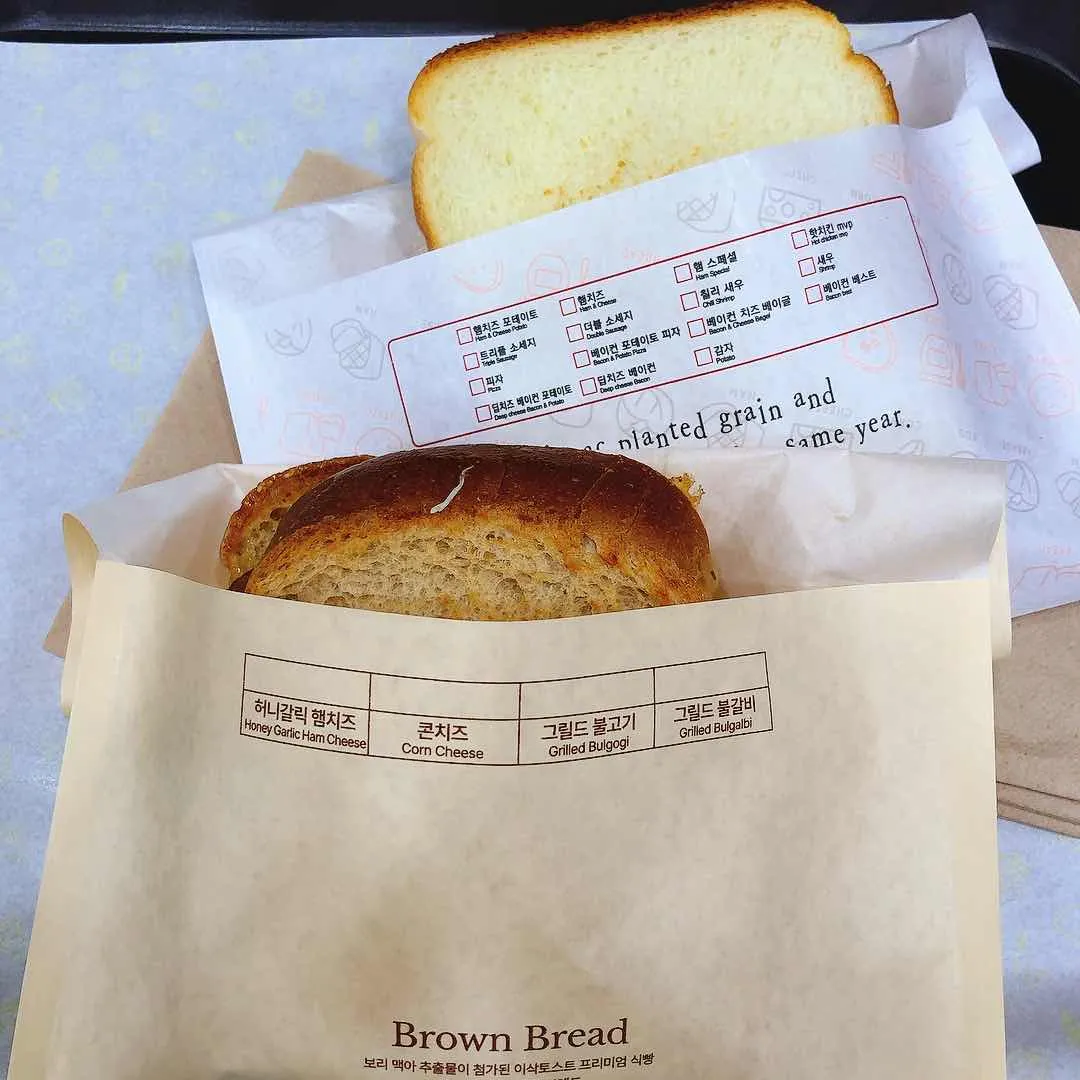 햄치즈 포테이토
Ham & Cheese Potato
트리플 소세지
Triple Sausage
피자
Pizza
딥치즈 베이컨 포테이토
Deep cheese Bacon & Potato
햄치즈
Ham & Cheese
더블 소세지
Double Sausage
베이컨 포테이토 피자
Bacon & Potato Pizza
딥치즈 베이컨
Deep cheese Bacon
햄 스페셜
Ham Special
칠리 새우
Chili Shrimp
베이컨 치즈 베이글
Bacon & Cheese Bagel
감자
Potato
핫치킨 mvp
Hot chicken mvp
새우
Shrimp
베이컨 베스트
Bacon best
planted grain and
same year.
허니갈릭 햄치즈
Honey Garlic Ham Cheese
콘치즈
Corn Cheese
그릴드 불고기
Grilled Bulgogi
그릴드 불갈비
Grilled Bulgalbi
Brown Bread
보리 맥아 추출물이 첨가된 이삭토스트 프리미엄 식빵